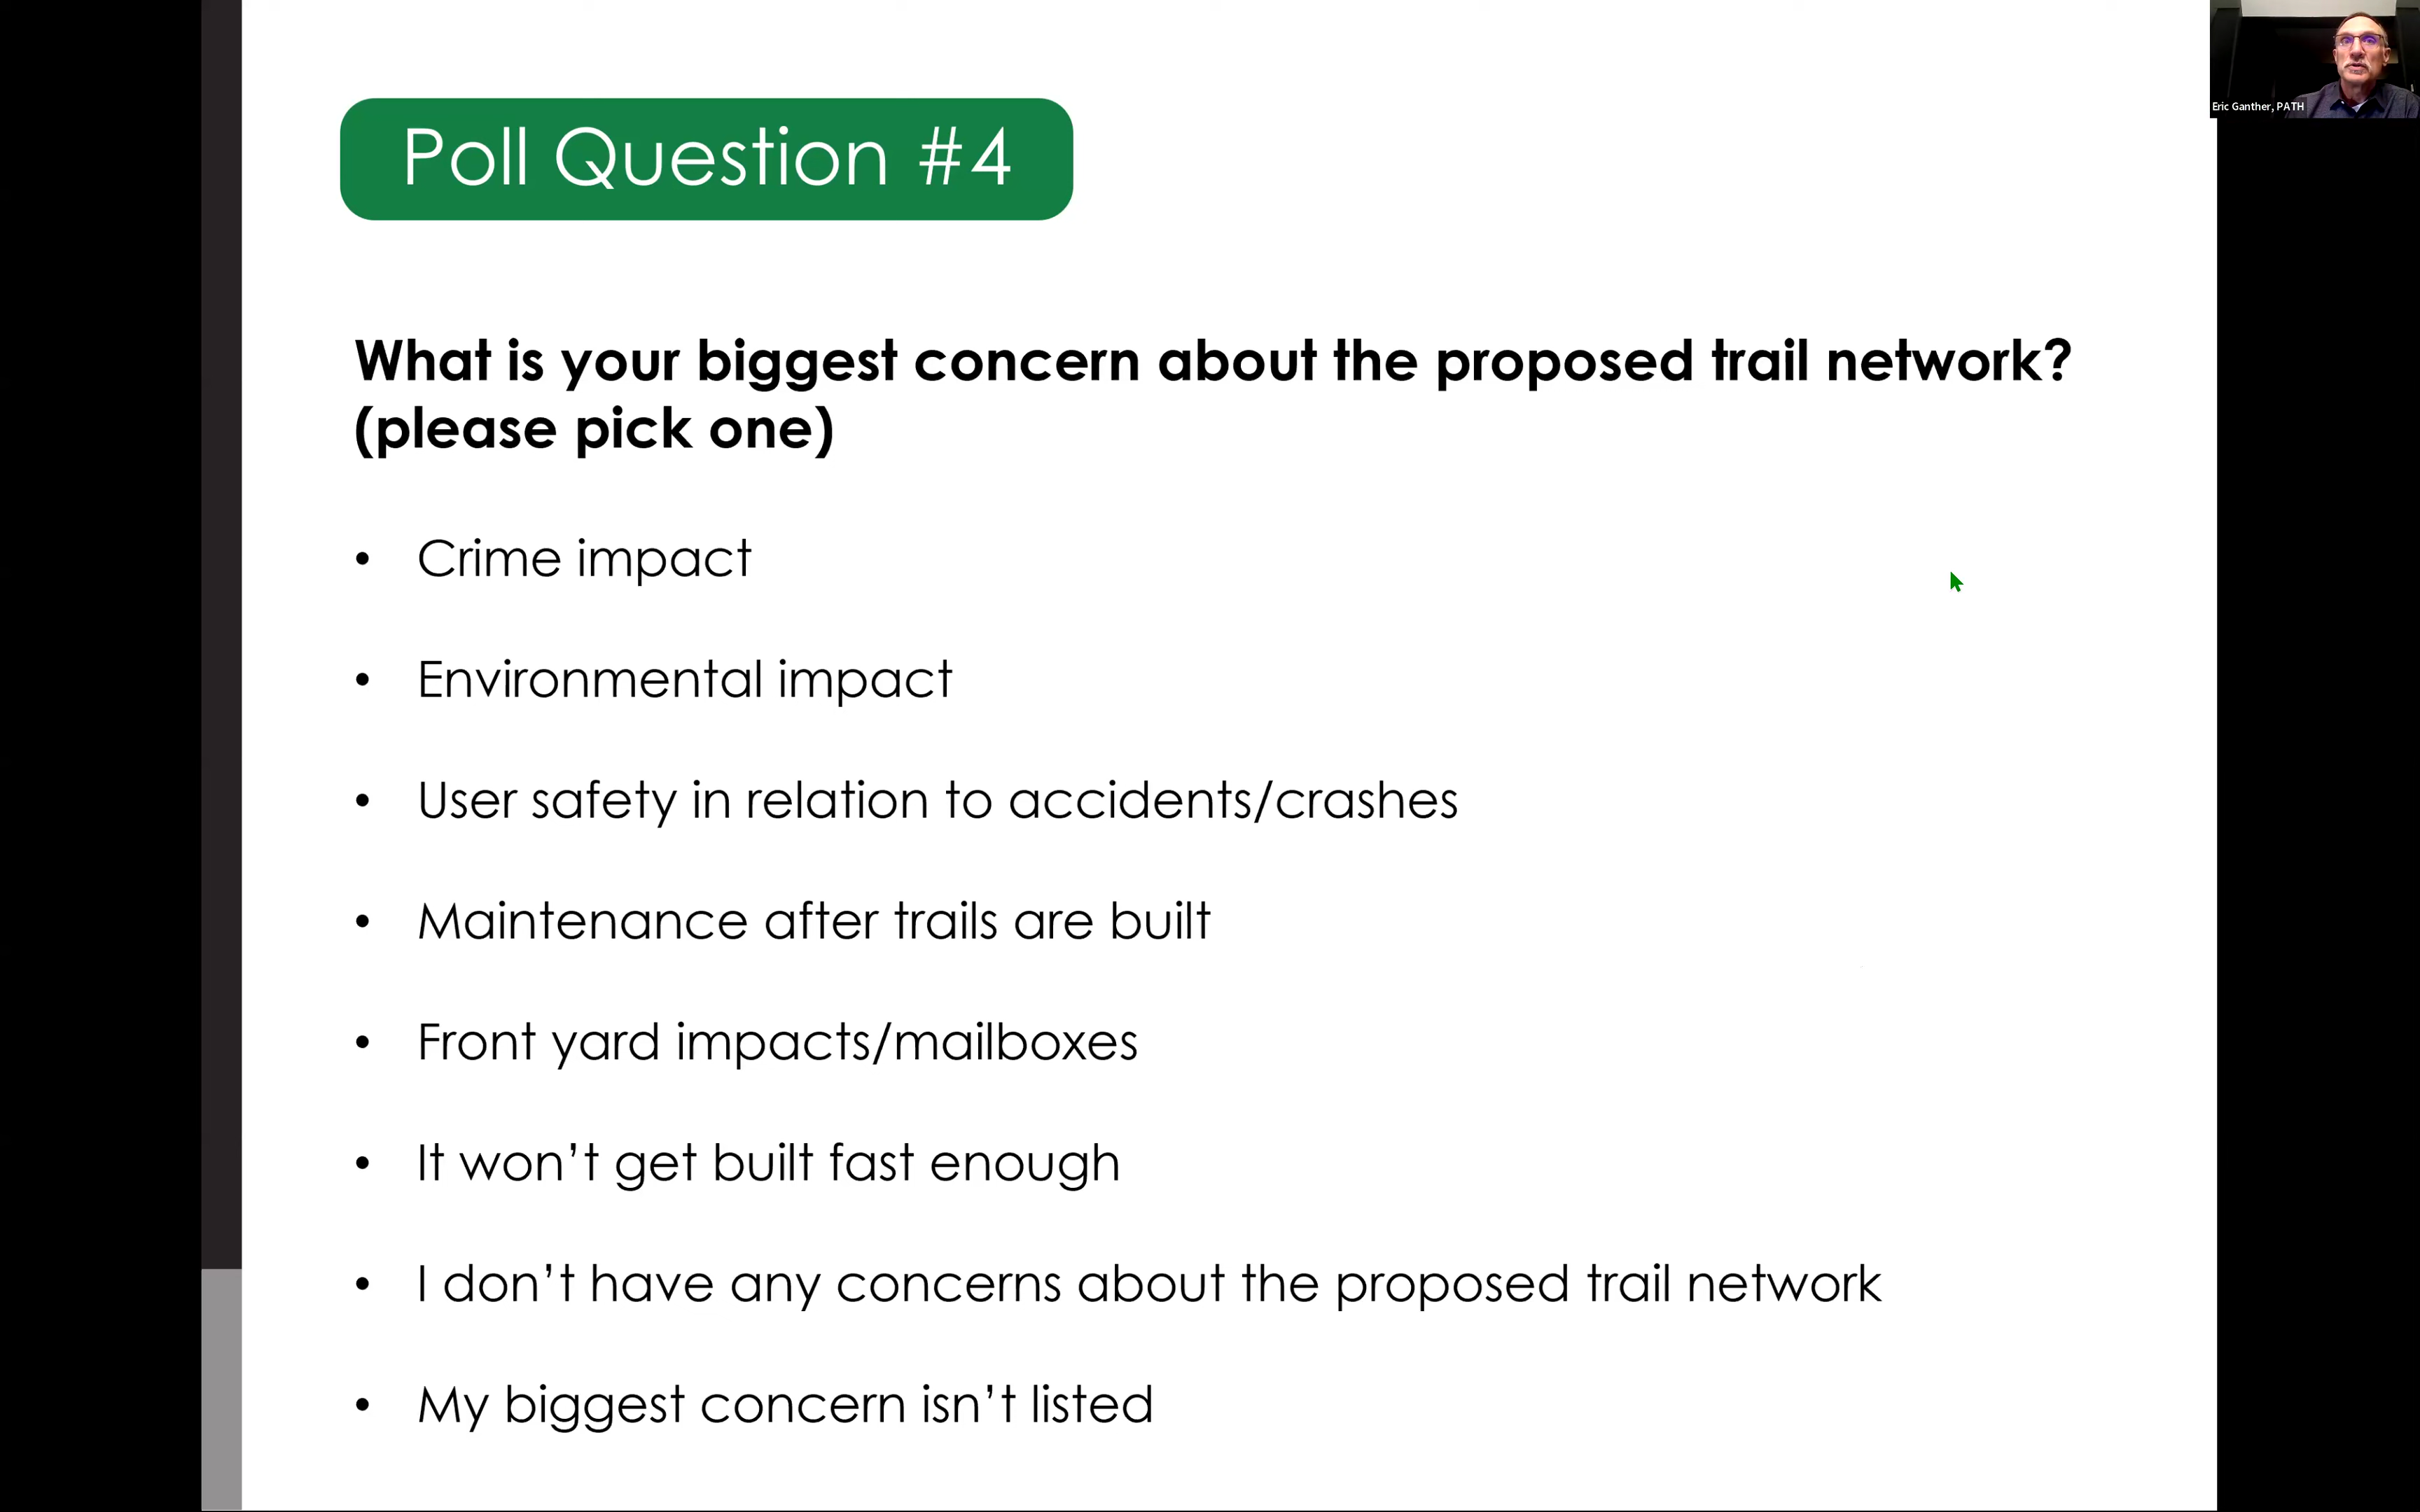 Poll Question #4
Eric Ganther, PATH
What is your biggest concern about the proposed trail network?
(please pick one)
• Crime impact
• Environmental impact
• User safety in relation to accidents/crashes
• Maintenance after trails are built
• Front yard impacts/mailboxes
• It won’t get built fast enough
• I don’t have any concerns about the proposed trail network
• My biggest concern isn’t listed